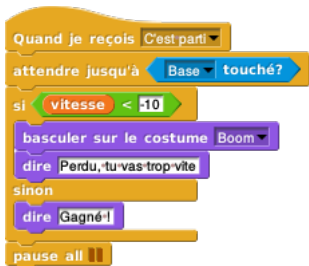 Quand je reçois C'est parti
attendre jusqu'à Base touché?
si vitesse < -10
basculer sur le costume Boom
dire Perdu, tu vas trop vite
sinon
dire Gagné !
pause all